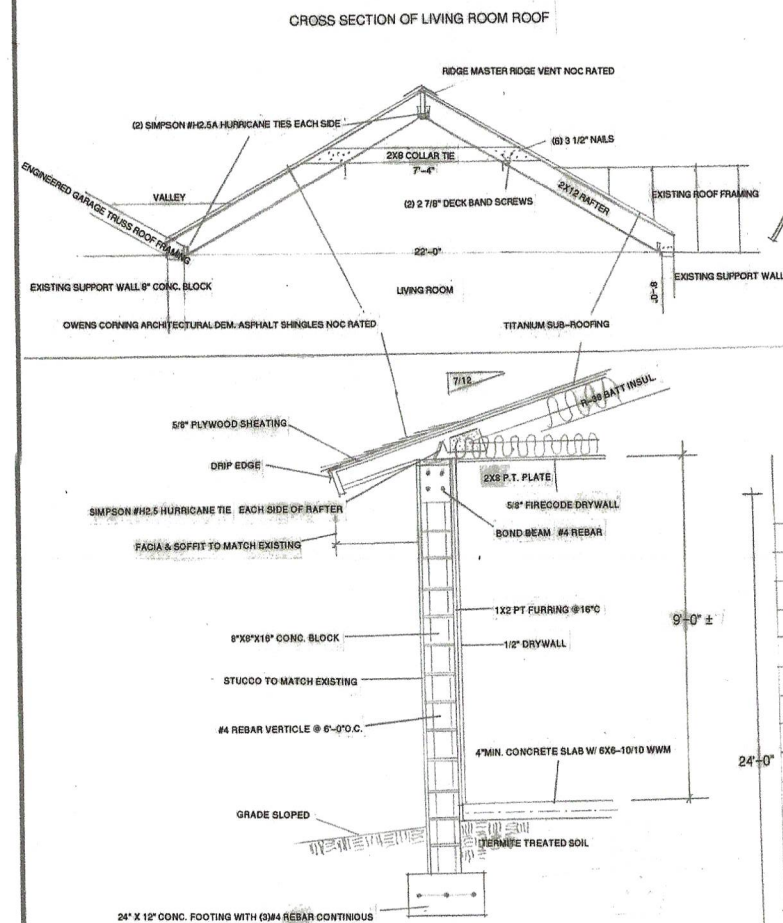 CROSS SECTION OF LIVING ROOM ROOF
RIDGE MASTER RIDGE VENT NOC RATED
(2) SIMPSON #H2.5A HURRICANE TIES EACH SIDE
(6) 3 1/2" NAILS
2X8 COLLAR TIE
7'-4"
ENGINEERED GARAGE TRUSS ROOF FRAMING
VALLEY
(2) 2 7/8" DECK BAND SCREWS
2X12 RAFTER
EXISTING ROOF FRAMING
22'-0"
EXISTING SUPPORT WALL 8" CONC. BLOCK
LIVING ROOM
8'-0"
EXISTING SUPPORT WALL
OWENS CORNING ARCHITECTURAL DEM. ASPHALT SHINGLES NOC RATED
TITANIUM SUB-ROOFING
7/12
R-38 BATT INSUL.
5/8" PLYWOOD SHEATING
DRIP EDGE
2X8 P.T. PLATE
SIMPSON #H2.5 HURRICANE TIE EACH SIDE OF RAFTER
5/8" FIRECODE DRYWALL
BOND BEAM #4 REBAR
FACIA & SOFFIT TO MATCH EXISTING
1X2 PT FURRING @16"C
9'-0" ±
8"X8"X16" CONC. BLOCK
1/2" DRYWALL
STUCCO TO MATCH EXISTING
#4 REBAR VERTICLE @ 6'-0"O.C.
4"MIN. CONCRETE SLAB W/ 6X6-10/10 WWM
24'-0"
GRADE SLOPED
TERMITE TREATED SOIL
24" X 12" CONC. FOOTING WITH (3)#4 REBAR CONTINIOUS